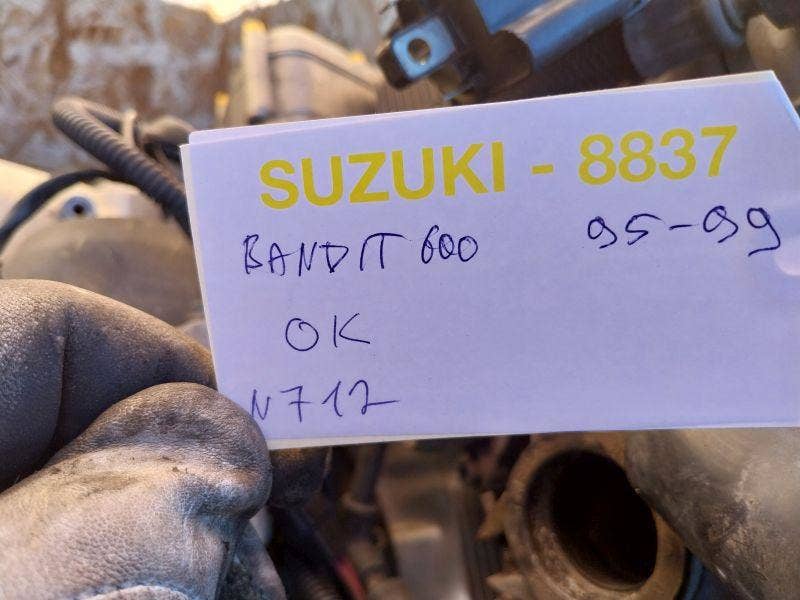 SUZUKI - 8837
BANDIT 600 95-99
OK
N712